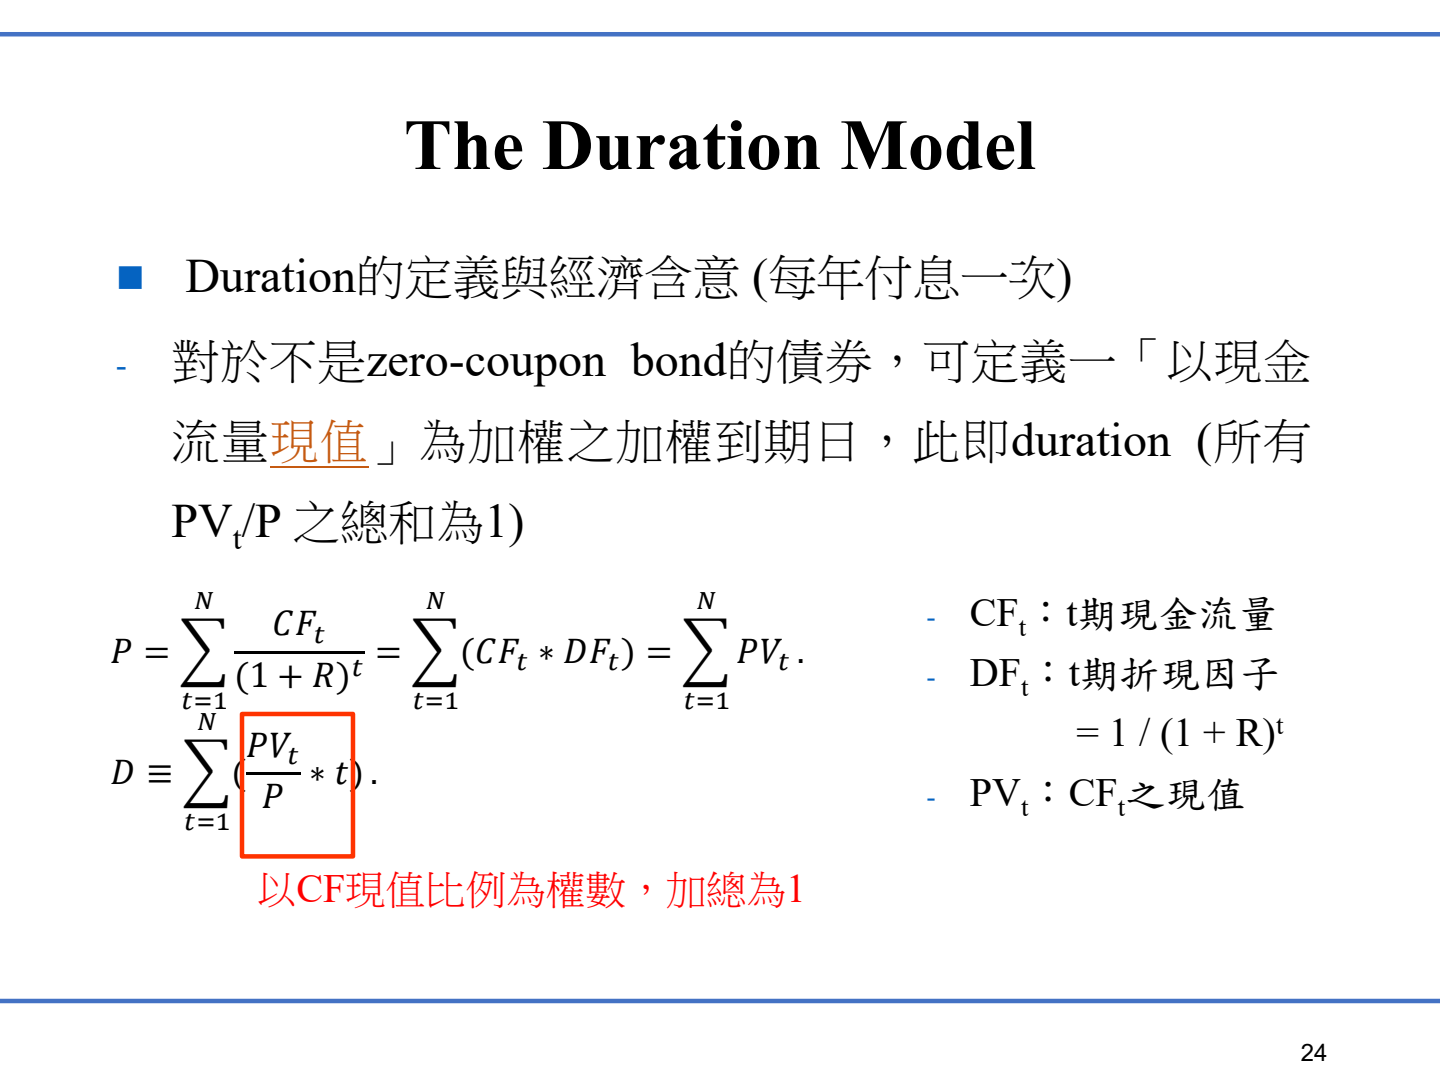 The Duration Model
■ Duration的定義與經濟含意 (每年付息一次)
- 對於不是zero-coupon bond的債券，可定義一「以現金
流量現值」為加權之加權到期日，此即duration (所有
PVₜ/P 之總和為1)
P = ∑_{t=1}^{N} CFₜ/(1 + R)ᵗ = ∑_{t=1}^{N} (CFₜ ∗ DFₜ) = ∑_{t=1}^{N} PVₜ .
D ≡ ∑_{t=1}^{N} (PVₜ/P ∗ t) .
以CF現值比例為權數，加總為1
- CFₜ：t期現金流量
- DFₜ：t期折現因子
= 1 / (1 + R)ᵗ
- PVₜ：CFₜ之現值
24